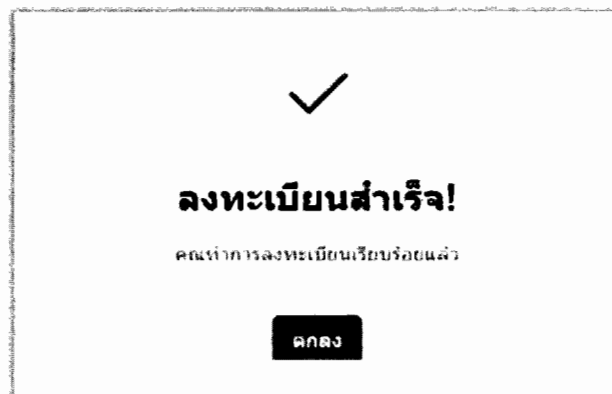 ลงทะเบียนสำเร็จ!
คุณทำการลงทะเบียนเรียบร้อยแล้ว
ตกลง